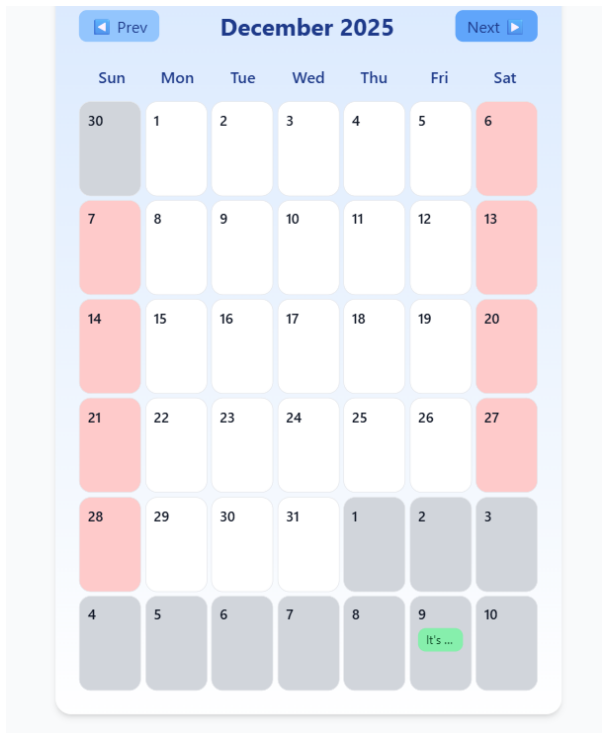 Prev December 2025 Next
Sun Mon Tue Wed Thu Fri Sat
30 1 2 3 4 5 6
7 8 9 10 11 12 13
14 15 16 17 18 19 20
21 22 23 24 25 26 27
28 29 30 31 1 2 3
4 5 6 7 8 9 10
It's ...